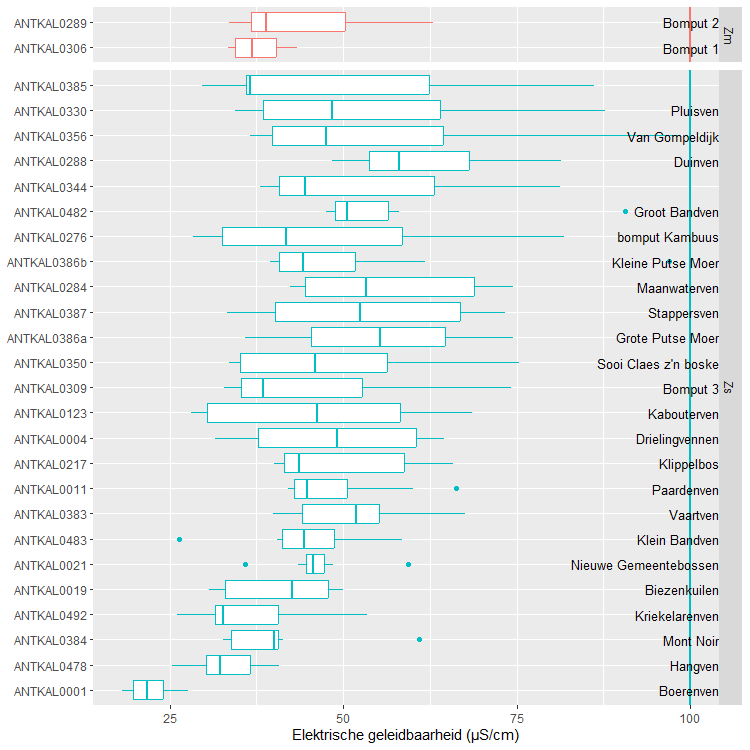 ANTKAL0289 Bomput 2
ANTKAL0306 Bomput 1
Zm
ANTKAL0385
ANTKAL0330 Pluisven
ANTKAL0356 Van Gompeldijk
ANTKAL0288 Duinven
ANTKAL0344
ANTKAL0482 Groot Bandven
ANTKAL0276 bomput Kambuus
ANTKAL0386b Kleine Putse Moer
ANTKAL0284 Maanwaterven
ANTKAL0387 Stappersven
ANTKAL0386a Grote Putse Moer
ANTKAL0350 Sooi Claes z'n boske
ANTKAL0309 Bomput 3
ANTKAL0123 Kabouterven
ANTKAL0004 Drielingvennen
ANTKAL0217 Klippelbos
ANTKAL0011 Paardenven
ANTKAL0383 Vaartven
ANTKAL0483 Klein Bandven
ANTKAL0021 Nieuwe Gemeentebossen
ANTKAL0019 Biezenkuilen
ANTKAL0492 Kriekelarenven
ANTKAL0384 Mont Noir
ANTKAL0478 Hangven
ANTKAL0001 Boerenven
Zs
25 50 75 100
Elektrische geleidbaarheid (µS/cm)